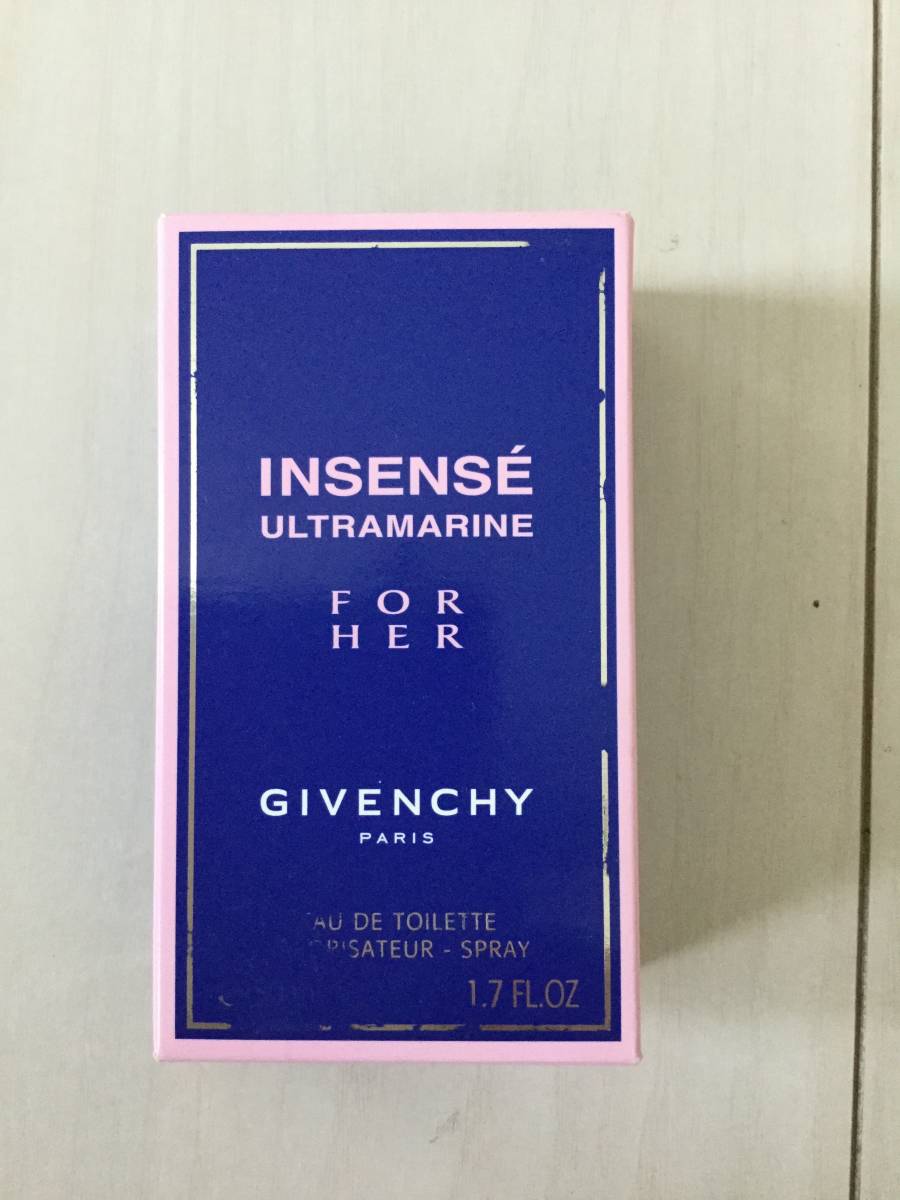 INSENSÉ
ULTRAMARINE
FOR
HER
GIVENCHY
PARIS
AU DE TOILETTE
RISATEUR - SPRAY
1.7 FL.OZ